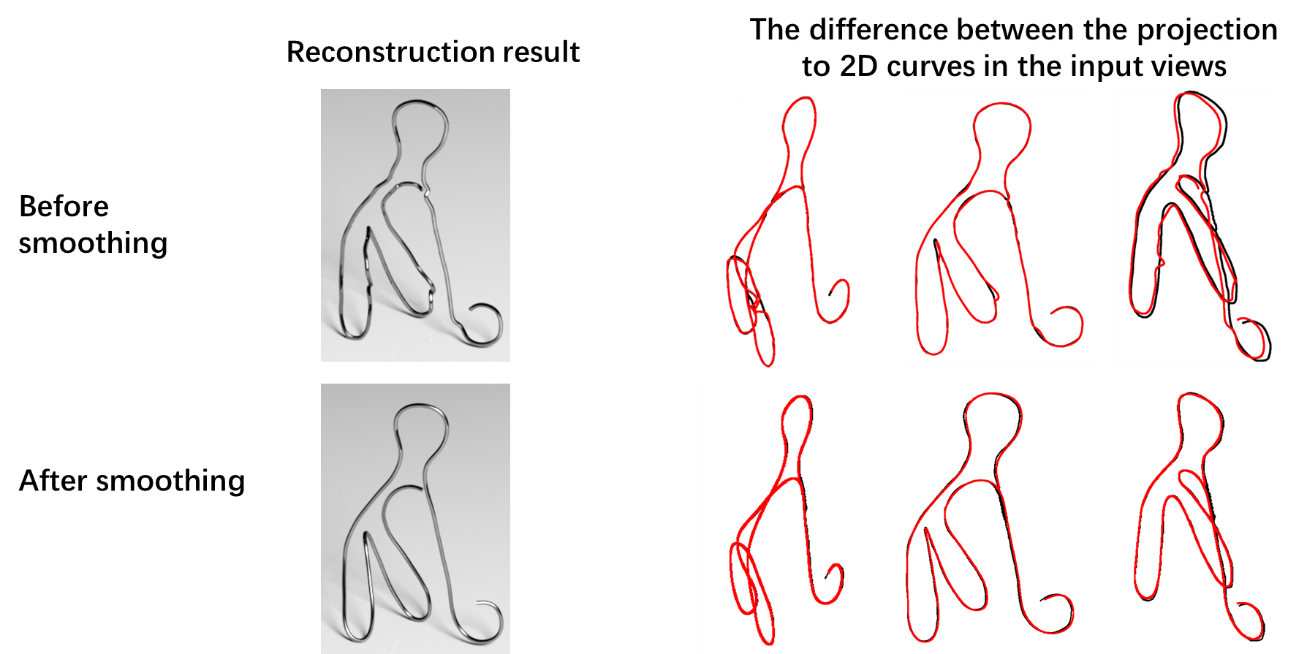 Reconstruction result
The difference between the projection
to 2D curves in the input views
Before
smoothing
After smoothing